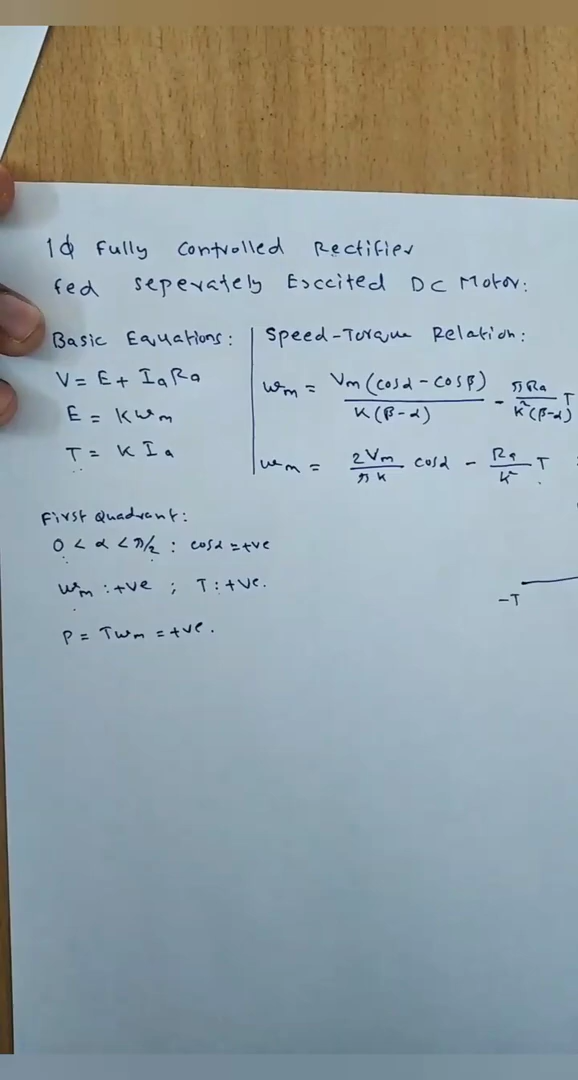 1ϕ Fully Controlled Rectifier
fed seperately Excited DC Motor:
Basic Equations:
V = E + IaRa
E = Kωm
T = K Ia
Speed-Torque Relation:
ωm = Vm(cosα - cosβ) / K(β-α) - πRa / K²(β-α) T
ωm = 2Vm / πK cosα - Ra / K² T
First Quadrant:
0 < α < π/2 : cosα = +ve
ωm : +ve ; T : +ve.
P = Tωm = +ve.
-T